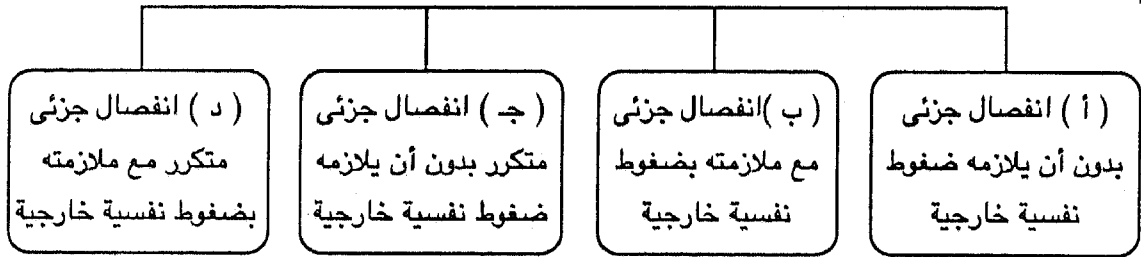 ( أ ) انفصال جزئى
بدون أن يلازمه ضغوط
نفسية خارجية
( ب ) انفصال جزئى
مع ملازمته بضغوط
نفسية خارجية
( جـ ) انفصال جزئى
متكرر بدون أن يلازمه
ضغوط نفسية خارجية
( د ) انفصال جزئى
متكرر مع ملازمته
بضغوط نفسية خارجية